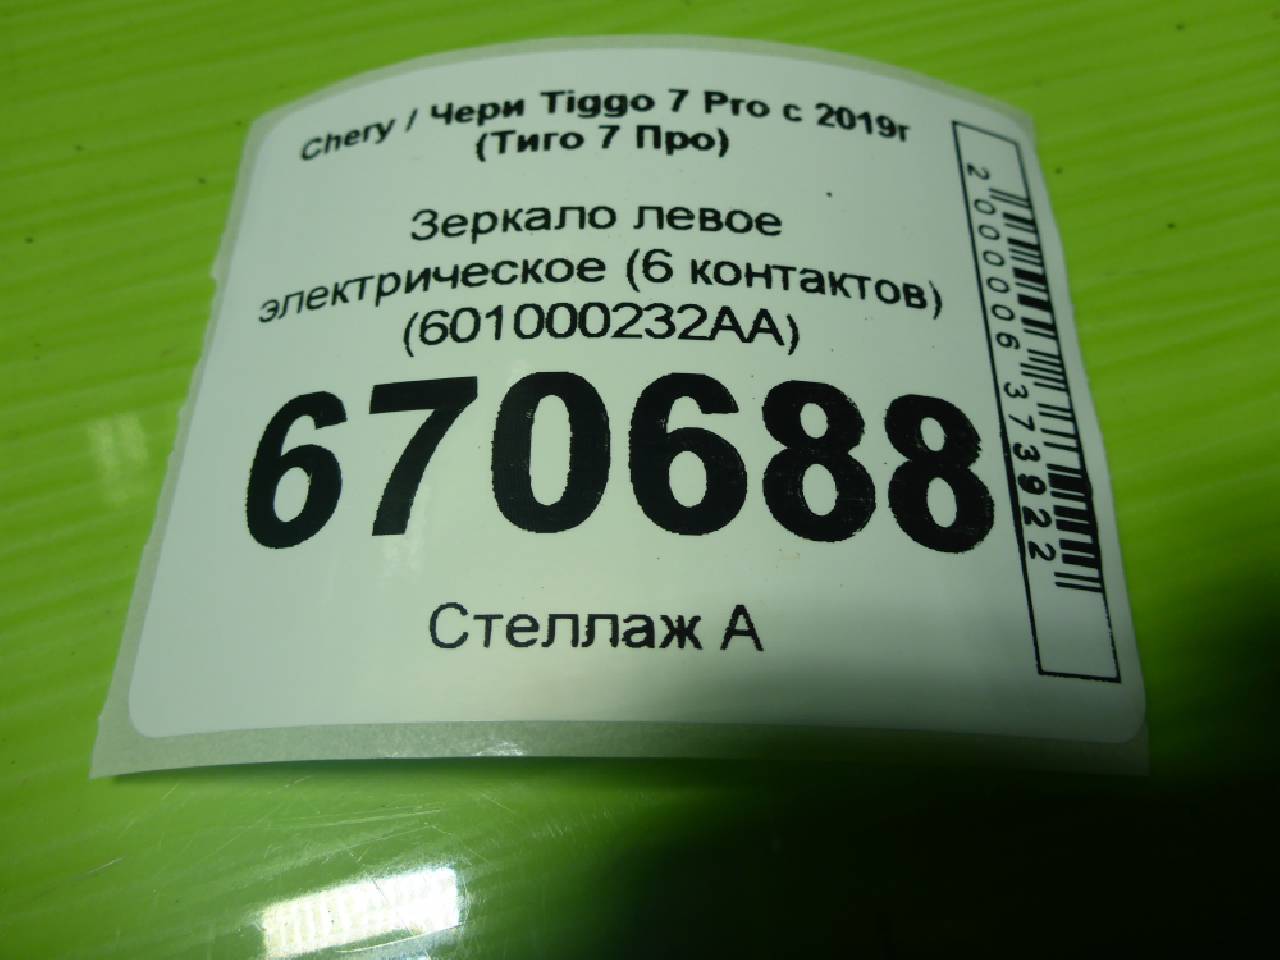 Chery / Чери Tiggo 7 Pro с 2019г
(Тиго 7 Про)
Зеркало левое
электрическое (6 контактов)
(601000232AA)
670688
Стеллаж А
2000006373922